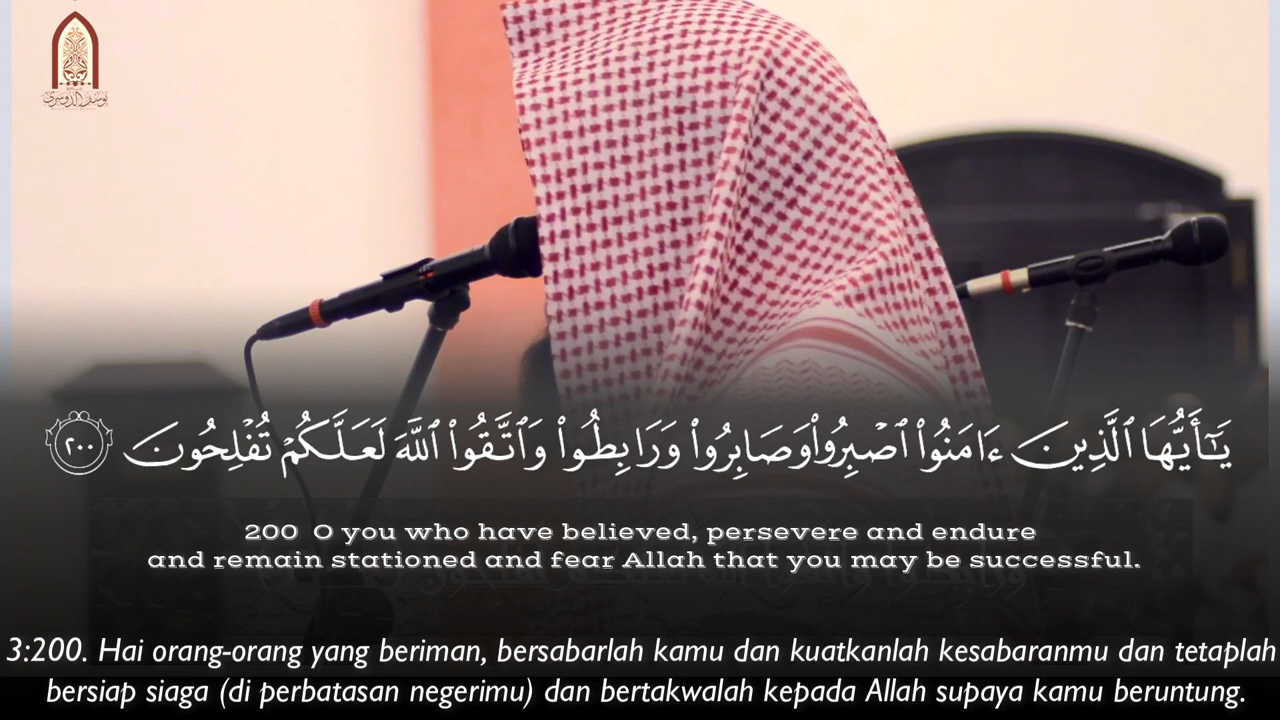 يوسف الدوسري
يَٰٓأَيُّهَا ٱلَّذِينَ ءَامَنُوا۟ ٱصْبِرُوا۟ وَصَابِرُوا۟ وَرَابِطُوا۟ وَٱتَّقُوا۟ ٱللَّهَ لَعَلَّكُمْ تُفْلِحُونَ ٢٠٠
200 O you who have believed, persevere and endure
and remain stationed and fear Allah that you may be successful.
3:200. Hai orang-orang yang beriman, bersabarlah kamu dan kuatkanlah kesabaranmu dan tetaplah
bersiap siaga (di perbatasan negerimu) dan bertakwalah kepada Allah supaya kamu beruntung.